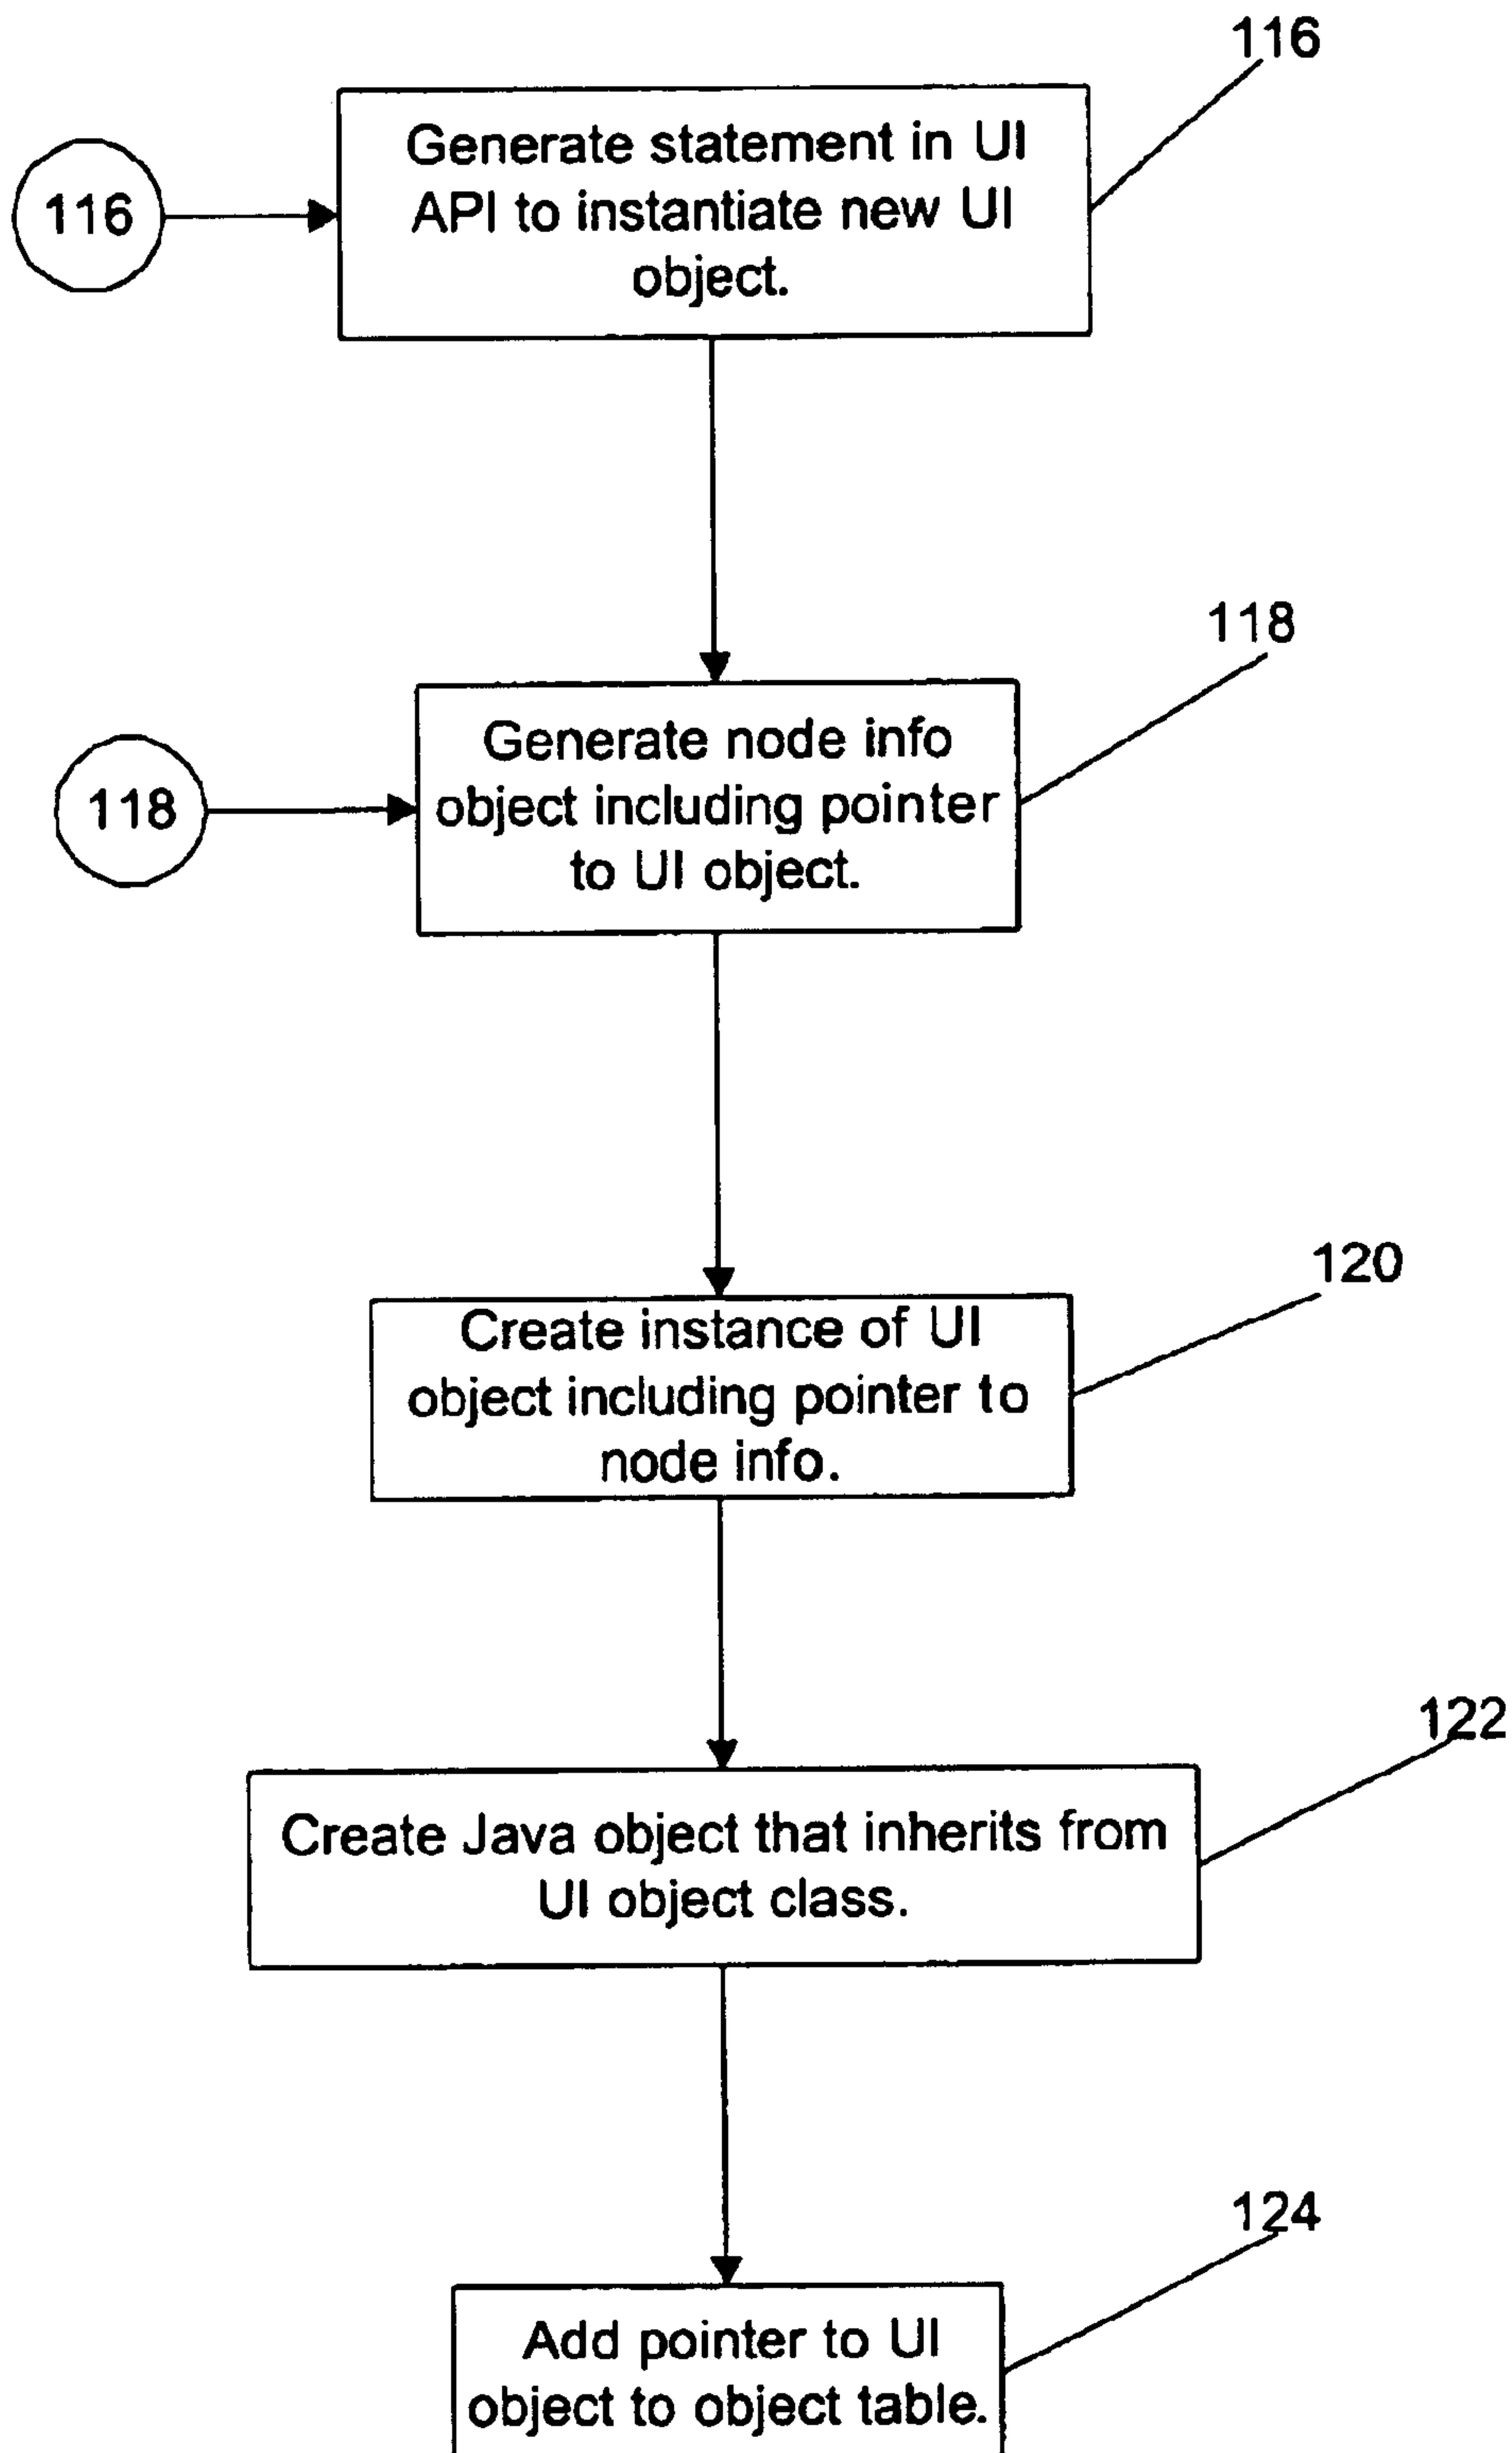 116
Generate statement in UI
API to instantiate new UI
object.
116
118
Generate node info
object including pointer
to UI object.
118
120
Create instance of UI
object including pointer to
node info.
122
Create Java object that inherits from
UI object class.
124
Add pointer to UI
object to object table.